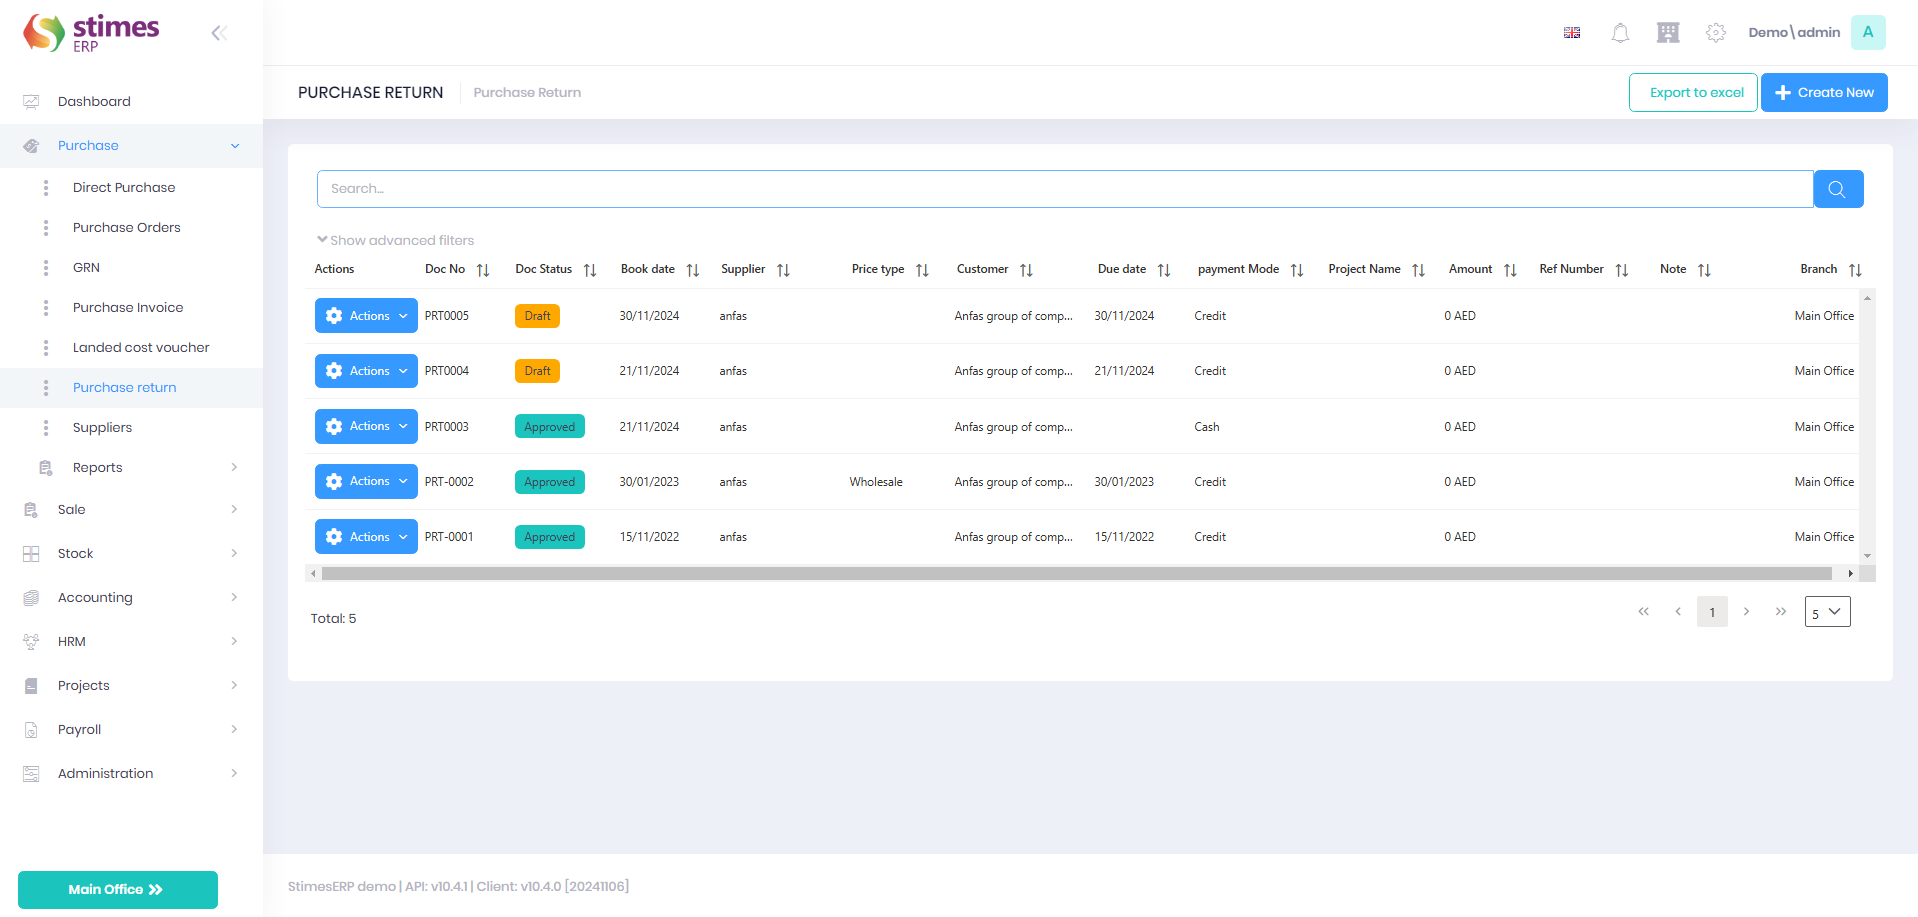 stimes
ERP
Demo\admin
A
Dashboard
Purchase
Direct Purchase
Purchase Orders
GRN
Purchase Invoice
Landed cost voucher
Purchase return
Suppliers
Reports
Sale
Stock
Accounting
HRM
Projects
Payroll
Administration
Main Office
PURCHASE RETURN Purchase Return
Export to excel
Create New
Search...
Show advanced filters
Actions Doc No Doc Status Book date Supplier Price type Customer Due date payment Mode Project Name Amount Ref Number Note Branch
Actions PRT0005 Draft 30/11/2024 anfas Anfas group of comp... 30/11/2024 Credit 0 AED Main Office
Actions PRT0004 Draft 21/11/2024 anfas Anfas group of comp... 21/11/2024 Credit 0 AED Main Office
Actions PRT0003 Approved 21/11/2024 anfas Anfas group of comp... Cash 0 AED Main Office
Actions PRT-0002 Approved 30/01/2023 anfas Wholesale Anfas group of comp... 30/01/2023 Credit 0 AED Main Office
Actions PRT-0001 Approved 15/11/2022 anfas Anfas group of comp... 15/11/2022 Credit 0 AED Main Office
Total: 5
1
5
StimesERP demo | API: v10.4.1 | Client: v10.4.0 [20241106]